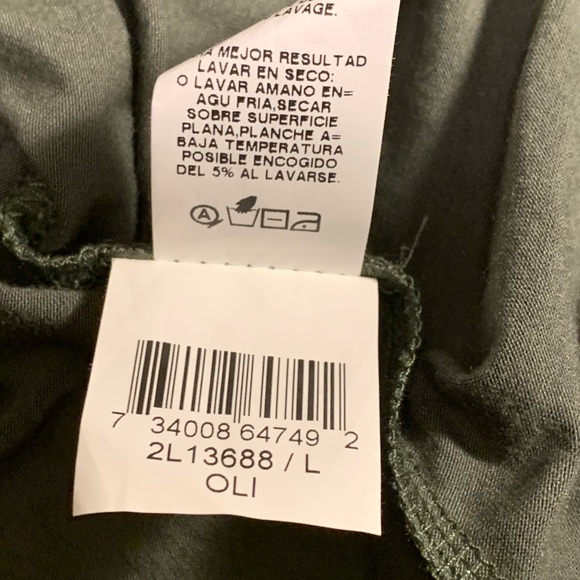 LAVAGE.
A MEJOR RESULTAD
LAVAR EN SECO:
O LAVAR AMANO EN=
AGU FRIA,SECAR
SOBRE SUPERFICIE
PLANA,PLANCHE A=
BAJA TEMPERATURA
POSIBLE ENCOGIDO
DEL 5% AL LAVARSE.
A
7 34008 64749 2
2L13688 / L
OLI